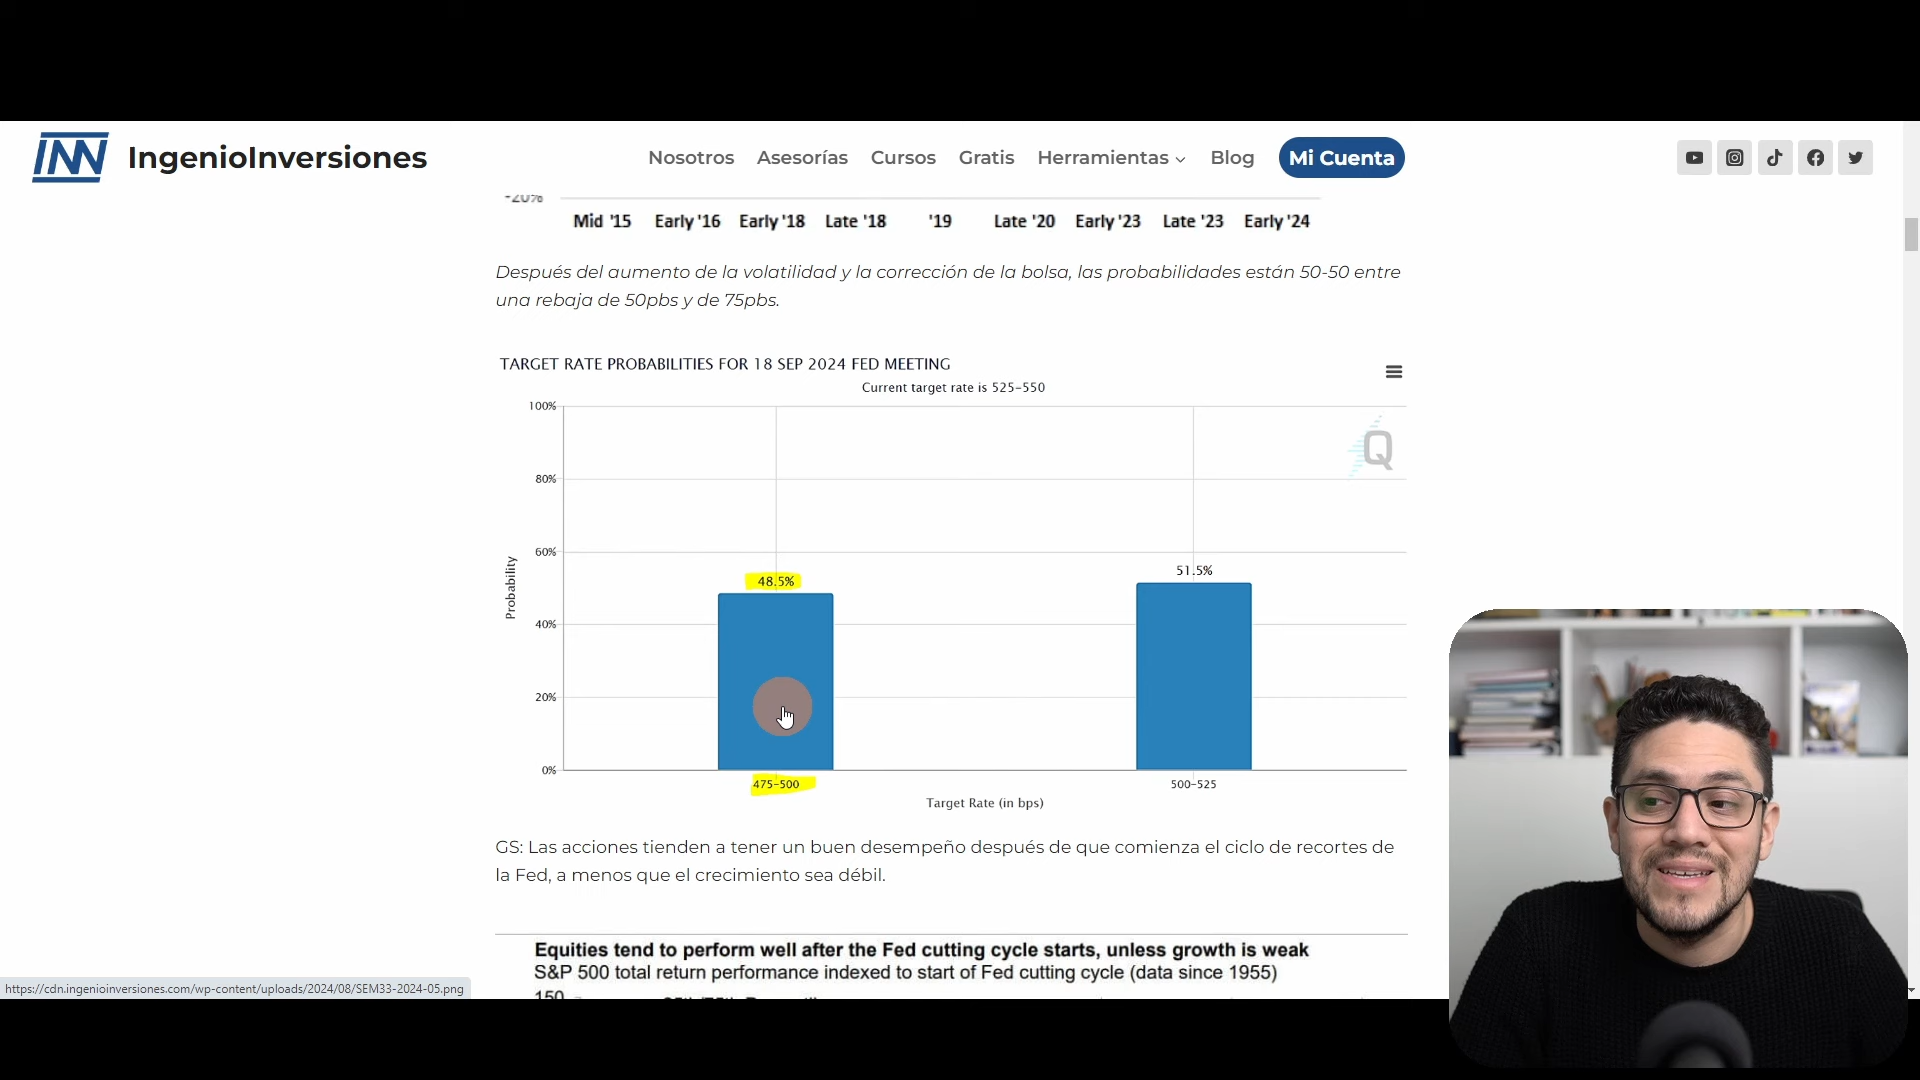 IngenioInversiones
Nosotros Asesorías Cursos Gratis Herramientas Blog Mi Cuenta
-20%
Mid '15 Early '16 Early '18 Late '18 '19 Late '20 Early '23 Late '23 Early '24
Después del aumento de la volatilidad y la corrección de la bolsa, las probabilidades están 50-50 entre
una rebaja de 50pbs y de 75pbs.
TARGET RATE PROBABILITIES FOR 18 SEP 2024 FED MEETING
Current target rate is 525-550
100%
80%
60%
40%
20%
0%
Probability
Q
48.5%
51.5%
475-500
500-525
Target Rate (in bps)
GS: Las acciones tienden a tener un buen desempeño después de que comienza el ciclo de recortes de
la Fed, a menos que el crecimiento sea débil.
Equities tend to perform well after the Fed cutting cycle starts, unless growth is weak
S&P 500 total return performance indexed to start of Fed cutting cycle (data since 1955)
150
https://cdn.ingenioinversiones.com/wp-content/uploads/2024/08/SEM33-2024-05.png